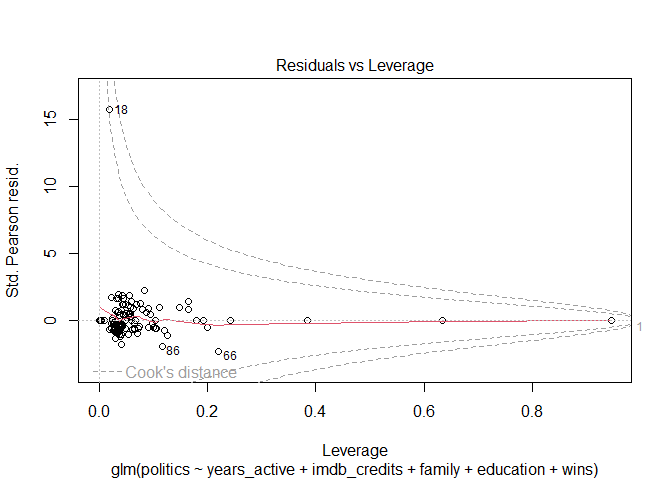 Residuals vs Leverage
Std. Pearson resid.
15
10
5
0
18
86
66
1
Cook's distance
0.0 0.2 0.4 0.6 0.8
Leverage
glm(politics ~ years_active + imdb_credits + family + education + wins)